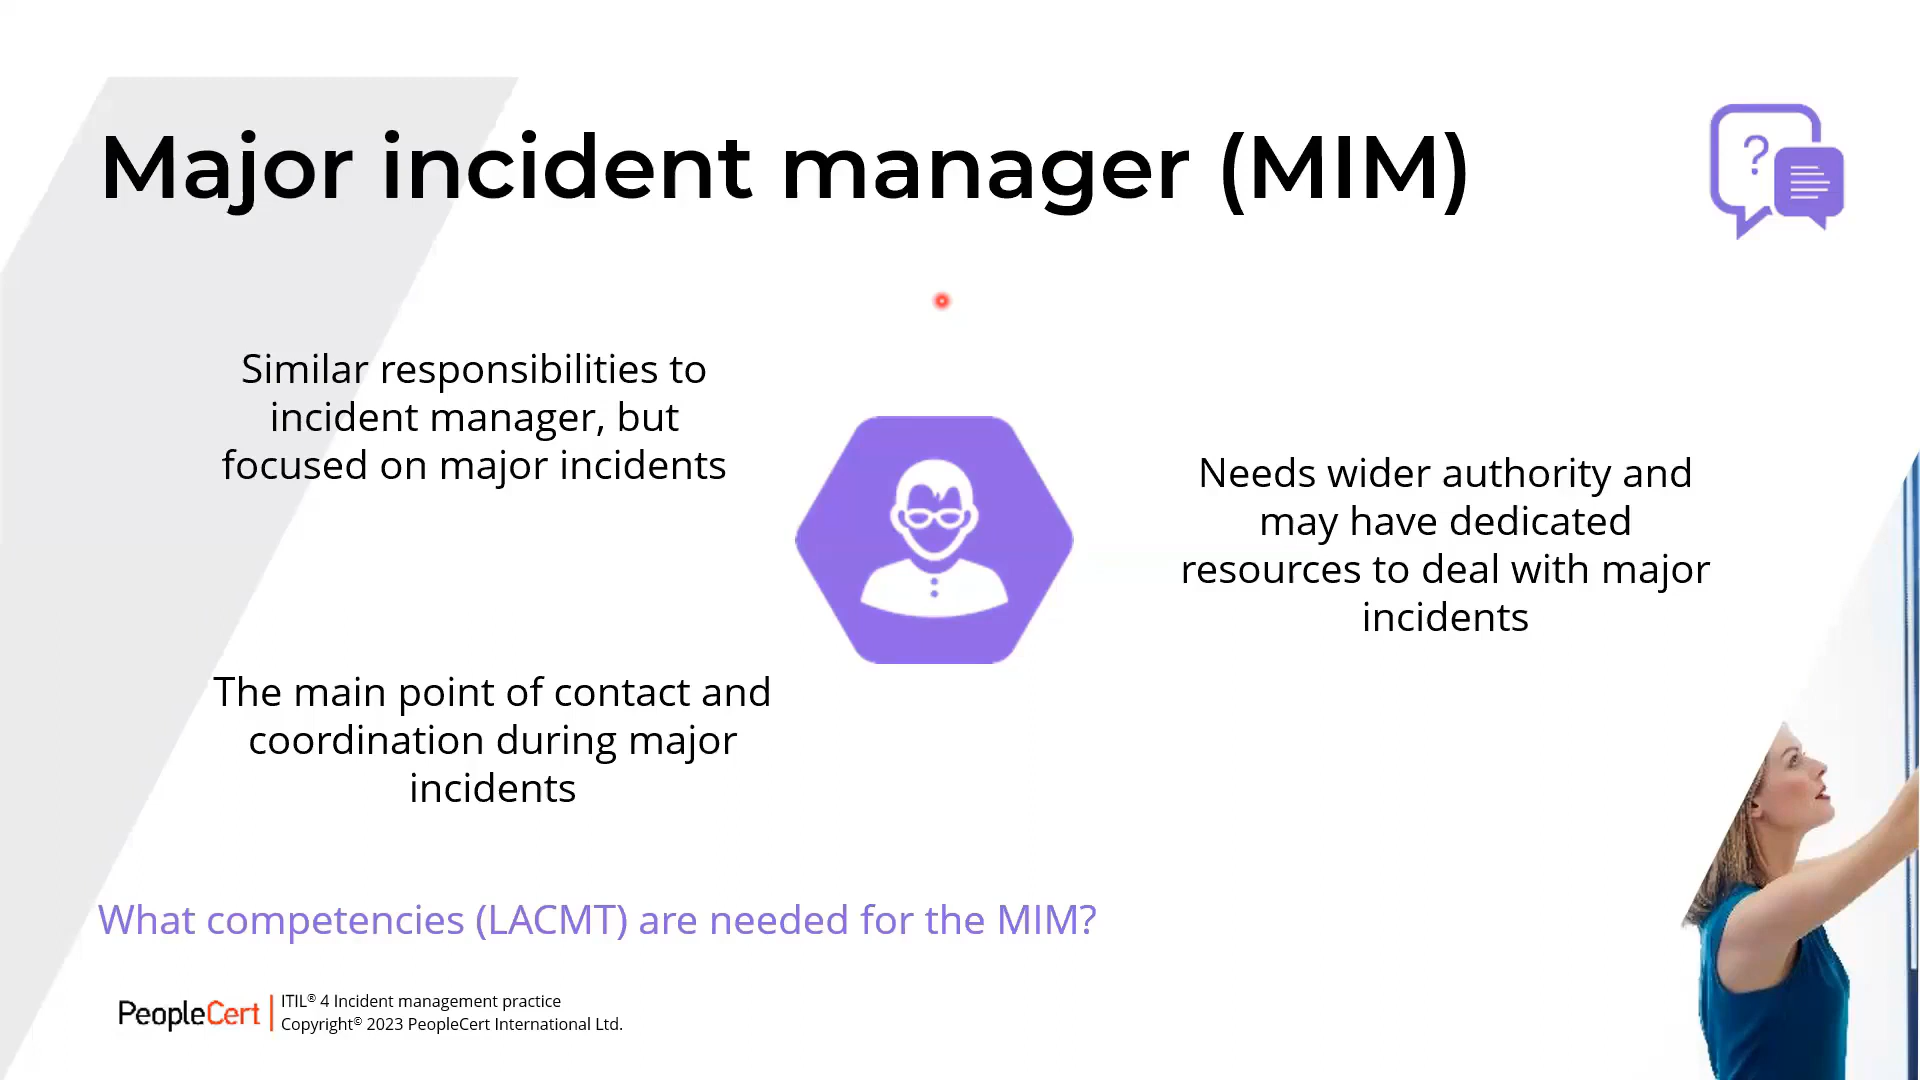 Major incident manager (MIM)
?
Similar responsibilities to
incident manager, but
focused on major incidents
Needs wider authority and
may have dedicated
resources to deal with major
incidents
The main point of contact and
coordination during major
incidents
What competencies (LACMT) are needed for the MIM?
PeopleCert
ITIL® 4 Incident management practice
Copyright© 2023 PeopleCert International Ltd.